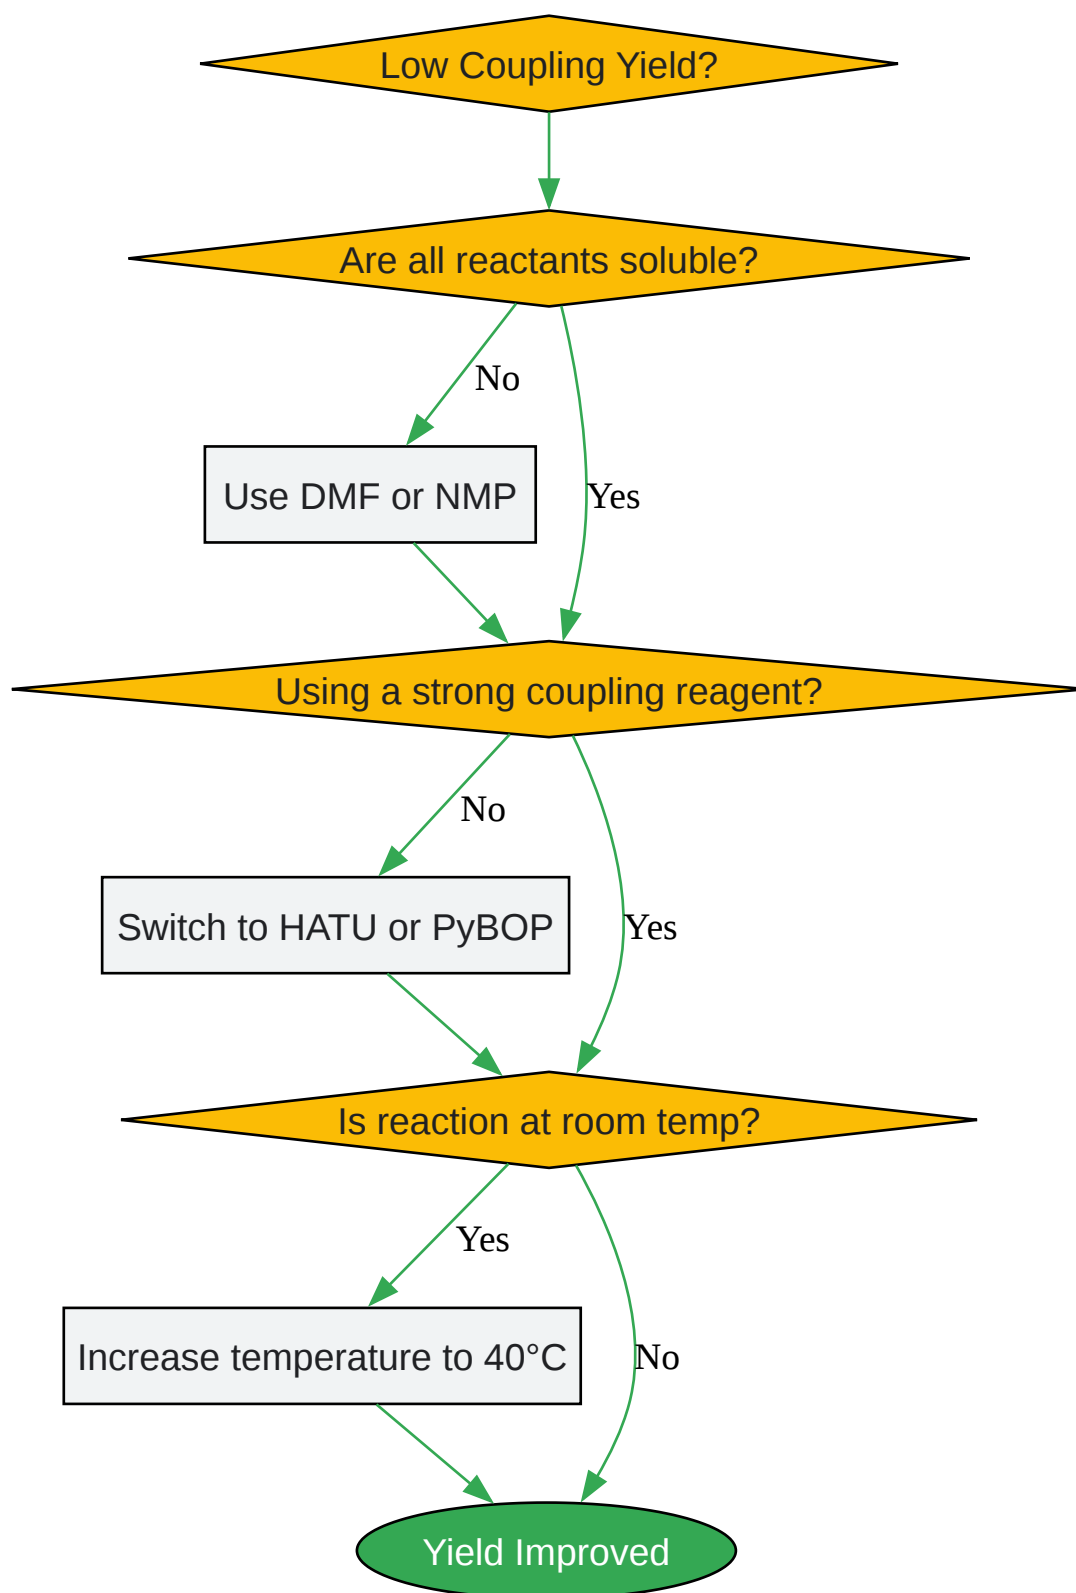 Low Coupling Yield?
Are all reactants soluble?
No
Use DMF or NMP
Yes
Using a strong coupling reagent?
No
Switch to HATU or PyBOP
Yes
Is reaction at room temp?
Yes
Increase temperature to 40°C
No
Yield Improved